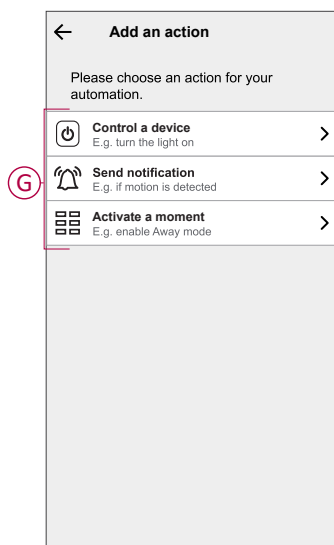 Add an action
Please choose an action for your
automation.
Control a device
E.g. turn the light on
G
Send notification
E.g. if motion is detected
Activate a moment
E.g. enable Away mode